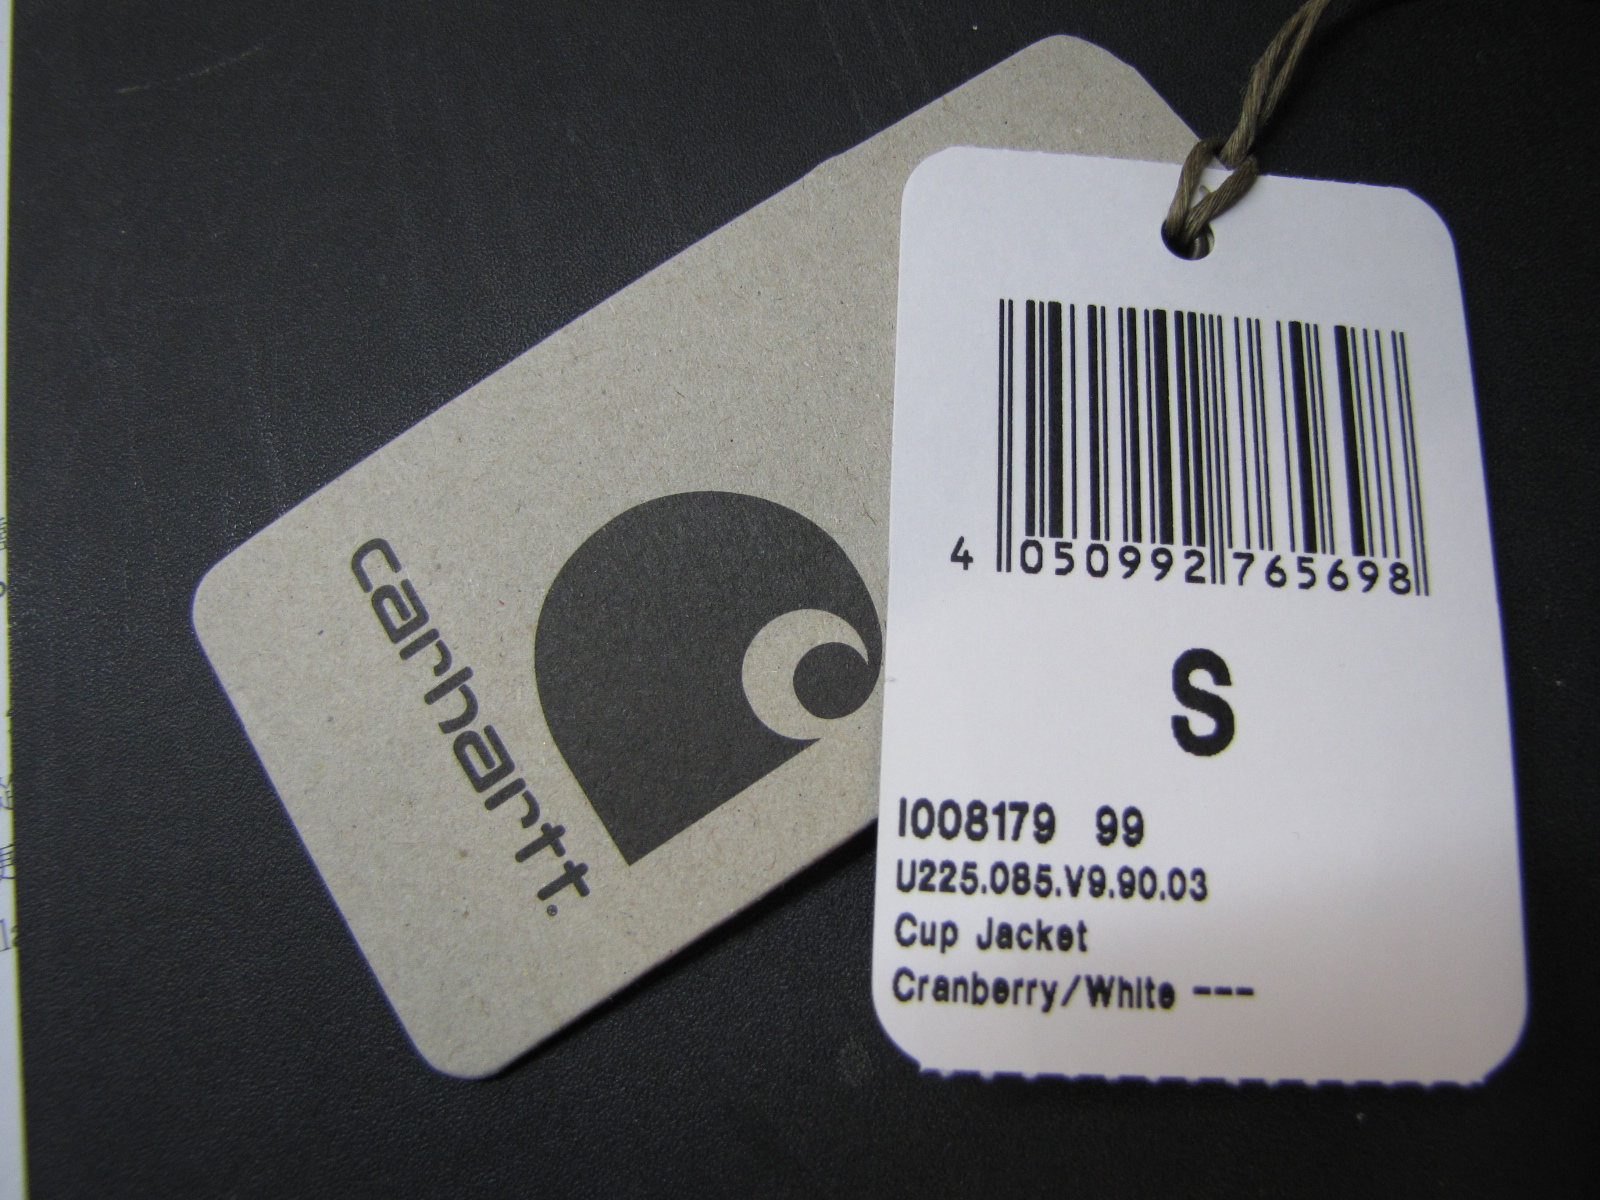 carhartt®
4 050992 765698
S
I008179 99
U225.085.V9.90.03
Cup Jacket
Cranberry/White ---